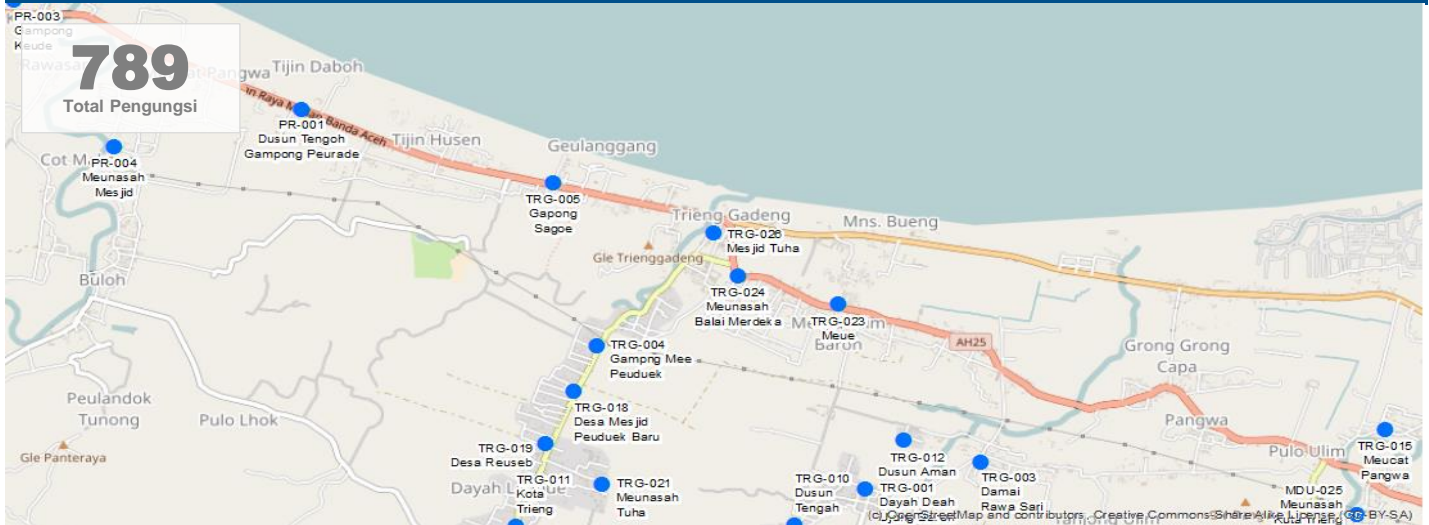 PR-003
Gampong
Keude
789
Total Pengungsi
Tijin Daboh
PR-001
Dusun Tengoh
Gampong Peurade
Tijin Husen
Geulanggang
PR-004
Meunasah
Mesjid
TRG-005
Gapong
Sagoe
Trieng Gadeng
Mns. Bueng
TRG-026
Mesjid Tuha
Gle Trienggadeng
Buloh
TRG-024
Meunasah
Balai Merdeka
TRG-023
Meue
Baron
AH25
TRG-004
Gampng Mee
Peuduek
Grong Grong
Capa
Peulandok
Tunong
Pulo Lhok
TRG-018
Desa Mesjid
Peuduek Baru
Pangwa
Gle Panteraya
TRG-019
Desa Reuseb
TRG-012
Dusun Aman
Pulo Ulim
TRG-015
Meucat
Pangwa
TRG-011
Kota
Trieng
TRG-021
Meunasah
Tuha
TRG-010
Dusun
Tengah
TRG-001
Dayah Deah
TRG-003
Damai
Rawa Sari
MDU-025
Meunasah
(c) OpenStreetMap and contributors, Creative Commons-Share Alike License (CC-BY-SA)